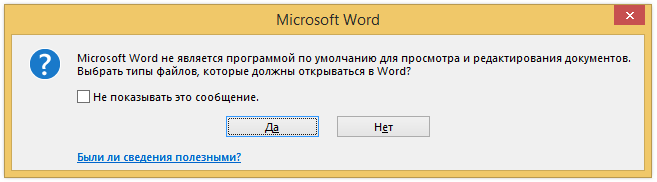 Microsoft Word
Microsoft Word не является программой по умолчанию для просмотра и редактирования документов.
Выбрать типы файлов, которые должны открываться в Word?
Не показывать это сообщение.
Да
Нет
Были ли сведения полезными?